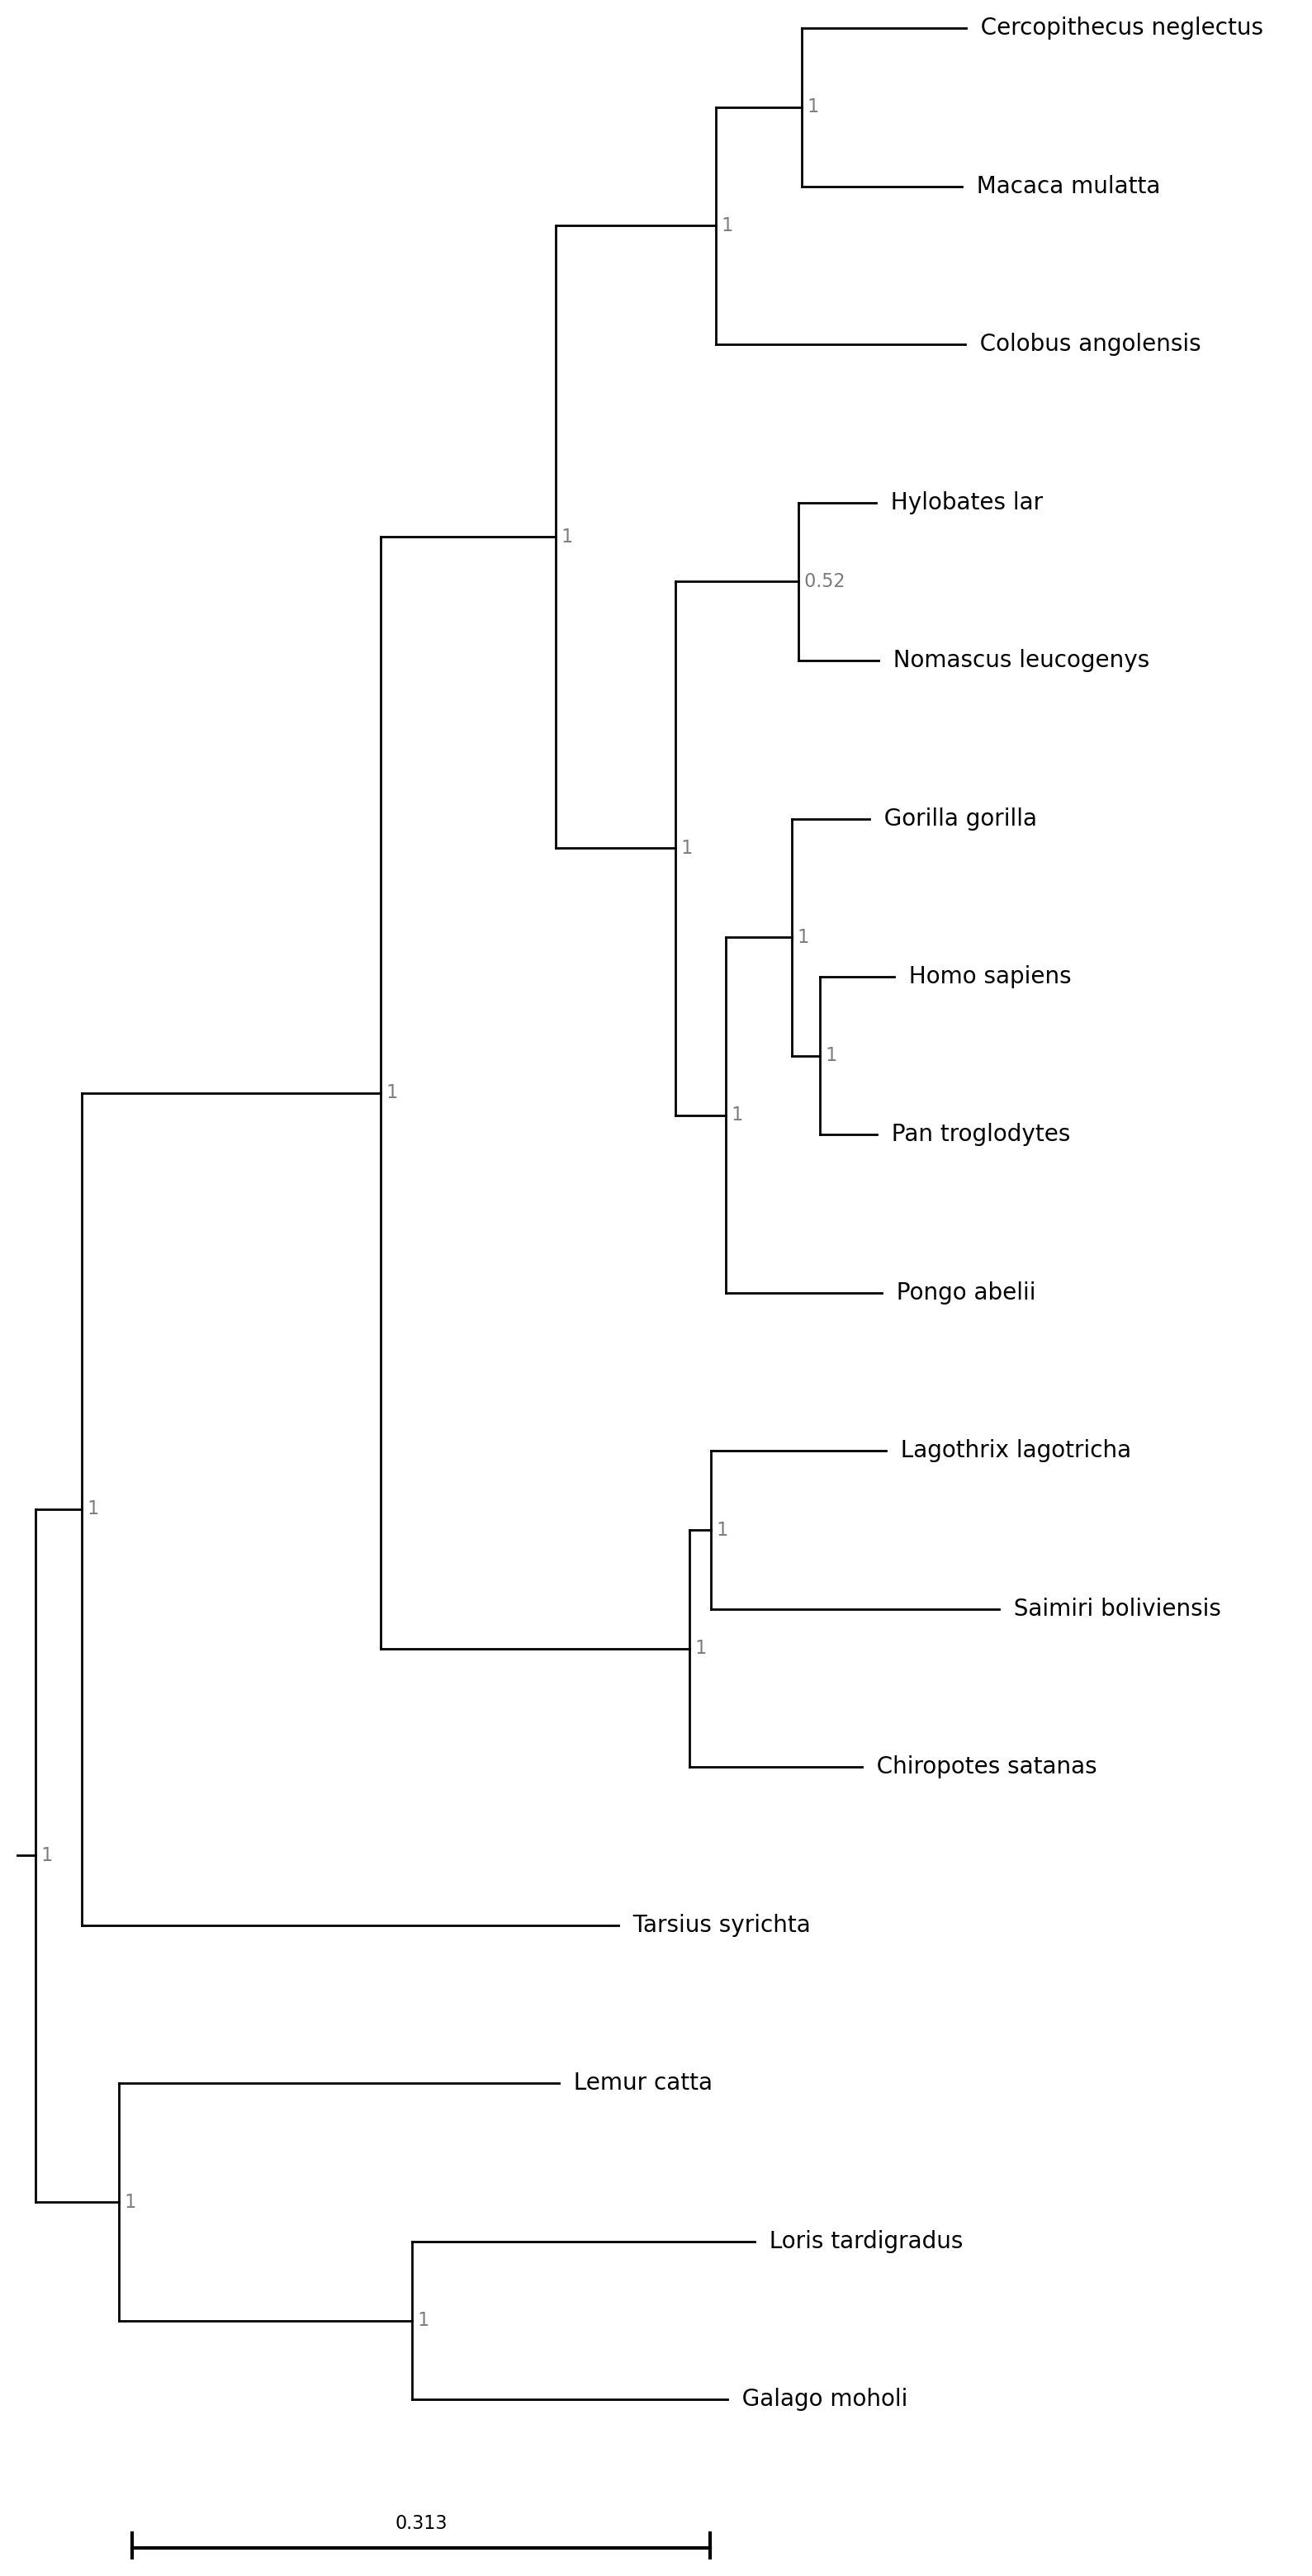 Cercopithecus neglectus
1
Macaca mulatta
1
Colobus angolensis
Hylobates lar
1
0.52
Nomascus leucogenys
Gorilla gorilla
1
1
Homo sapiens
1
1
1
Pan troglodytes
Pongo abelii
Lagothrix lagotricha
1
1
Saimiri boliviensis
1
Chiropotes satanas
1
Tarsius syrichta
Lemur catta
1
Loris tardigradus
1
Galago moholi
0.313